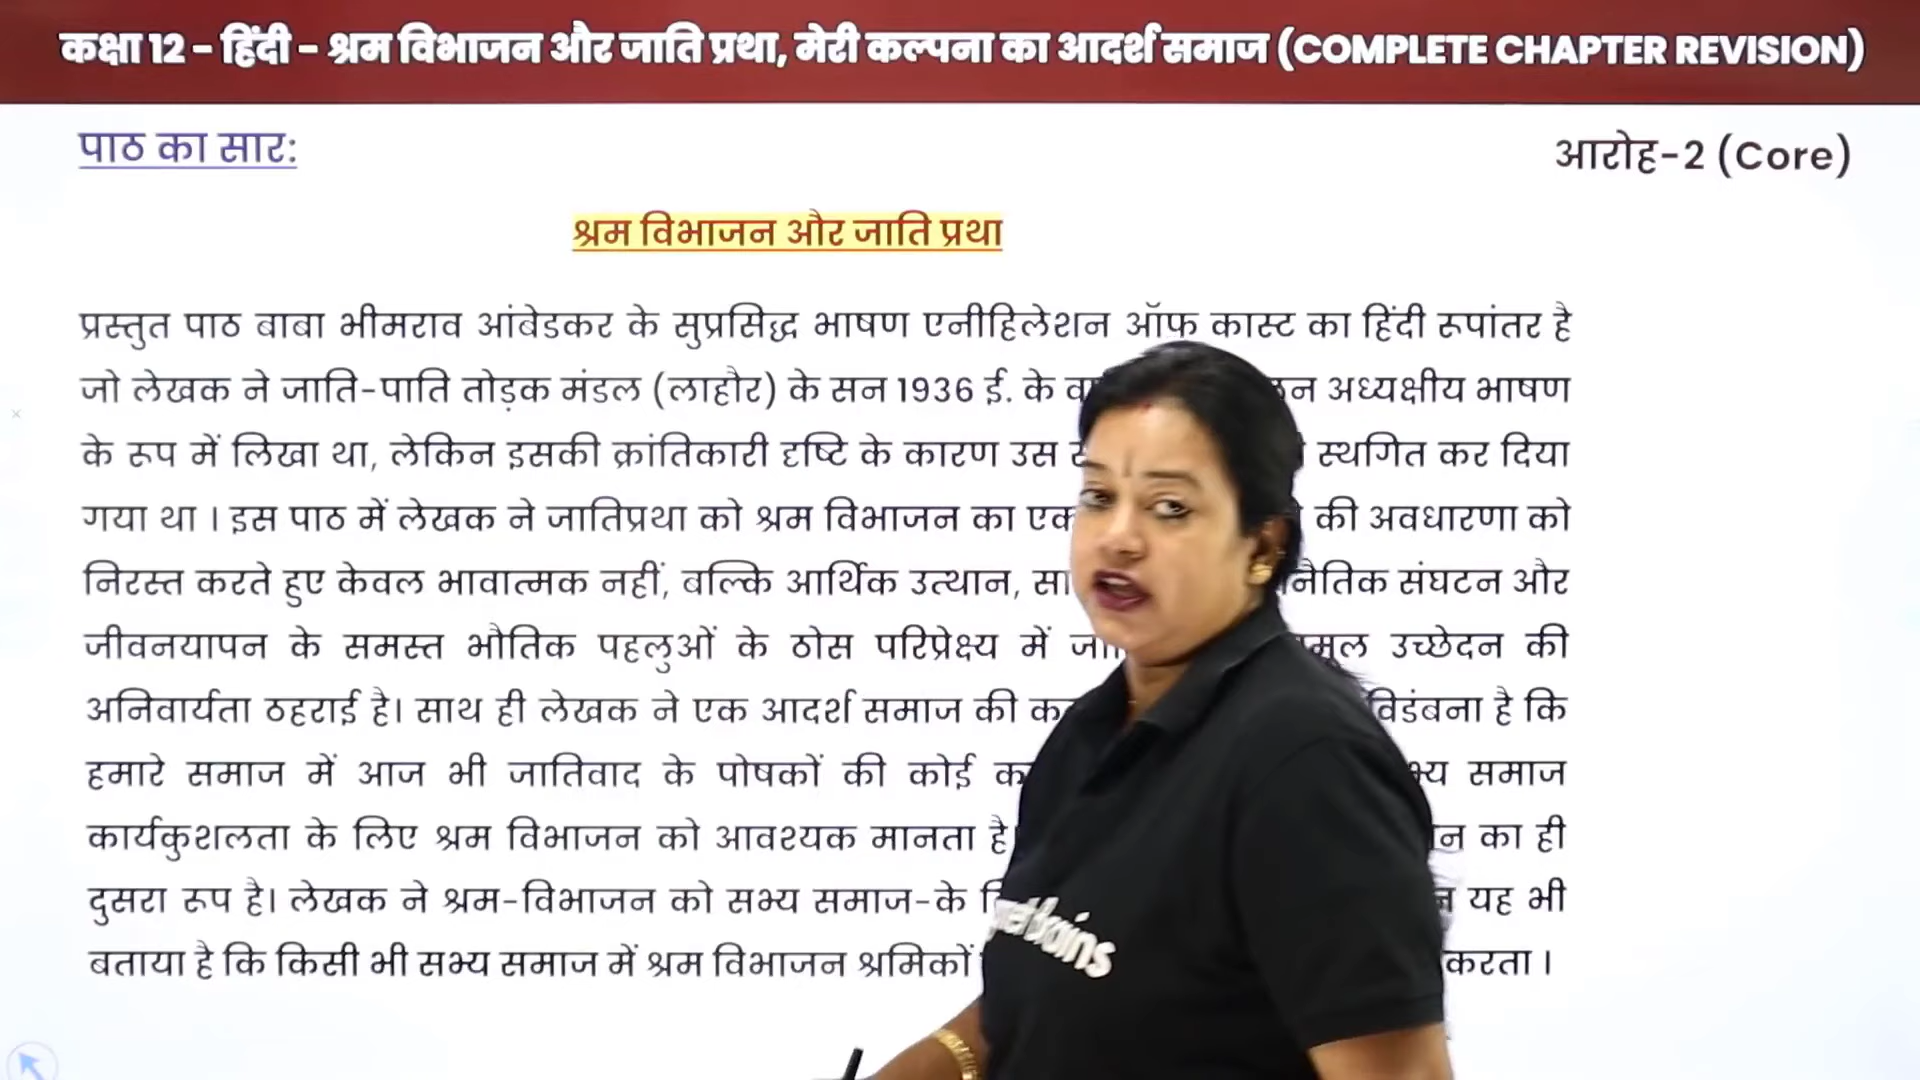 कक्षा 12 - हिंदी - श्रम विभाजन और जाति प्रथा, मेरी कल्पना का आदर्श समाज (COMPLETE CHAPTER REVISION)
पाठ का सार:
आरोह-2 (Core)
श्रम विभाजन और जाति प्रथा
प्रस्तुत पाठ बाबा भीमराव आंबेडकर के सुप्रसिद्ध भाषण एनीहिलेशन ऑफ कास्ट का हिंदी रूपांतर है
जो लेखक ने जाति-पाति तोड़क मंडल (लाहौर) के सन 1936 ई. के अध्यक्षीय भाषण
के रूप में लिखा था, लेकिन इसकी क्रांतिकारी दृष्टि के कारण उस स्थगित कर दिया
गया था । इस पाठ में लेखक ने जातिप्रथा को श्रम विभाजन का एक की अवधारणा को
निरस्त करते हुए केवल भावात्मक नहीं, बल्कि आर्थिक उत्थान, संघटन और
जीवनयापन के समस्त भौतिक पहलुओं के ठोस परिप्रेक्ष्य में उच्छेदन की
अनिवार्यता ठहराई है। साथ ही लेखक ने एक आदर्श समाज की विडंबना है कि
हमारे समाज में आज भी जातिवाद के पोषकों की कोई समाज
कार्यकुशलता के लिए श्रम विभाजन को आवश्यक मानता है। का ही
दुसरा रूप है। लेखक ने श्रम-विभाजन को सभ्य समाज-के यह भी
बताया है कि किसी भी सभ्य समाज में श्रम विभाजन श्रमिकों करता ।